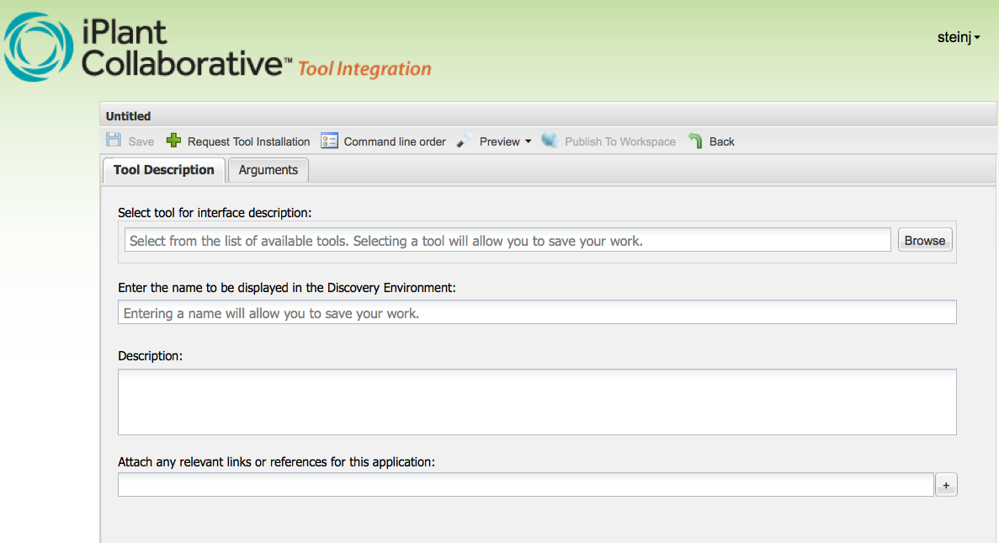 iPlant
Collaborative™ Tool Integration
steinj
Untitled
Save Request Tool Installation Command line order Preview Publish To Workspace Back
Tool Description Arguments
Select tool for interface description:
Select from the list of available tools. Selecting a tool will allow you to save your work. Browse
Enter the name to be displayed in the Discovery Environment:
Entering a name will allow you to save your work.
Description:
Attach any relevant links or references for this application:
+